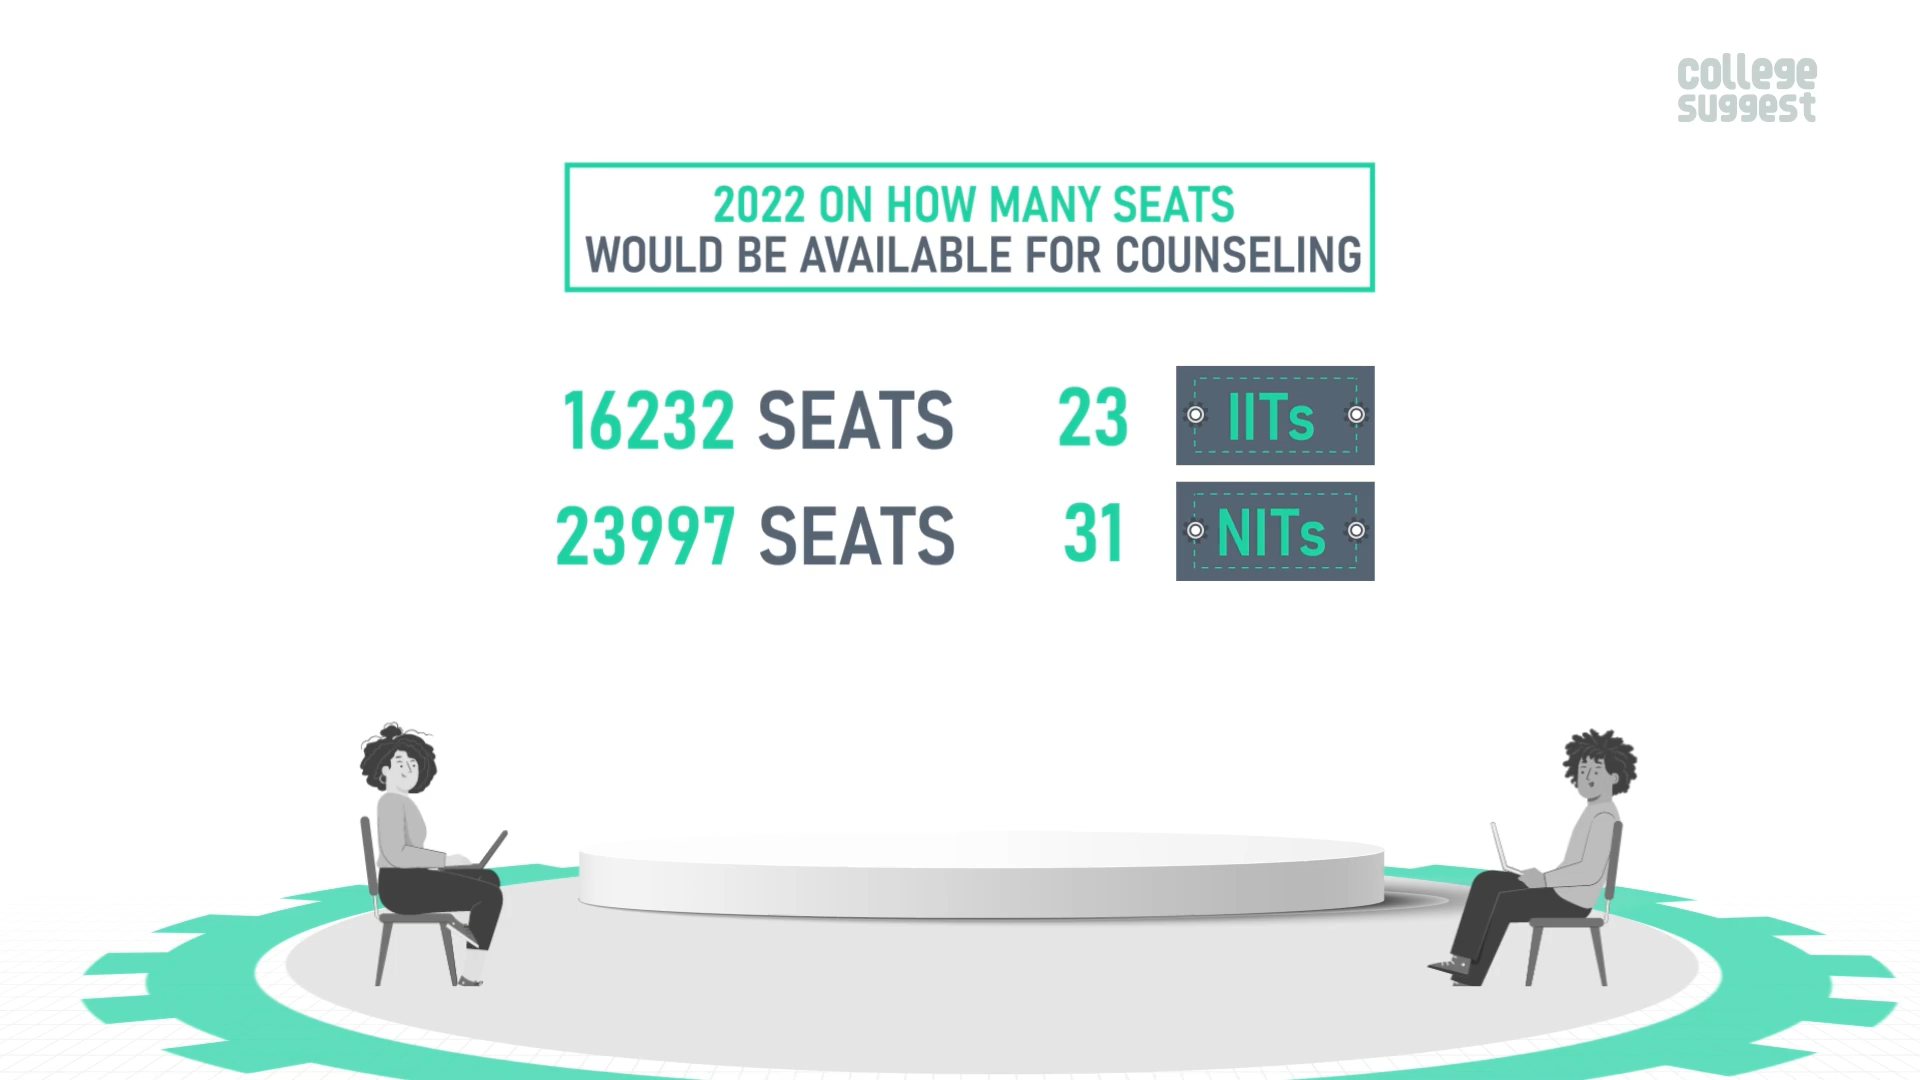 college
suggest
2022 ON HOW MANY SEATS
WOULD BE AVAILABLE FOR COUNSELING
16232 SEATS 23 IITs
23997 SEATS 31 NITs